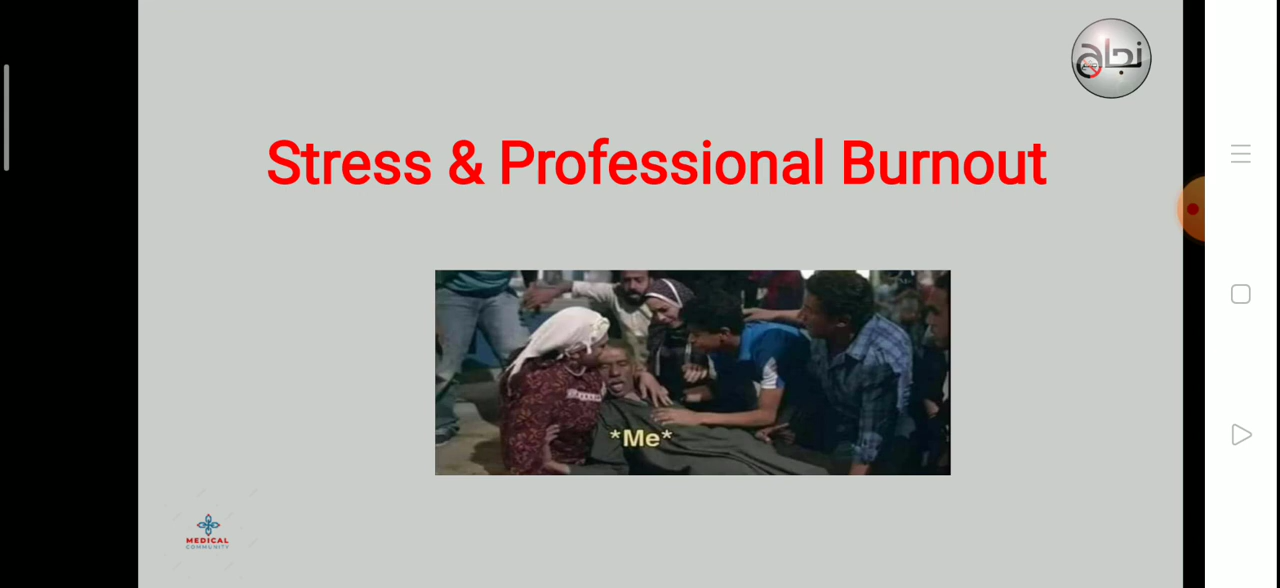 نجاح
Stress & Professional Burnout
*Me*
MEDICAL
COMMUNITY